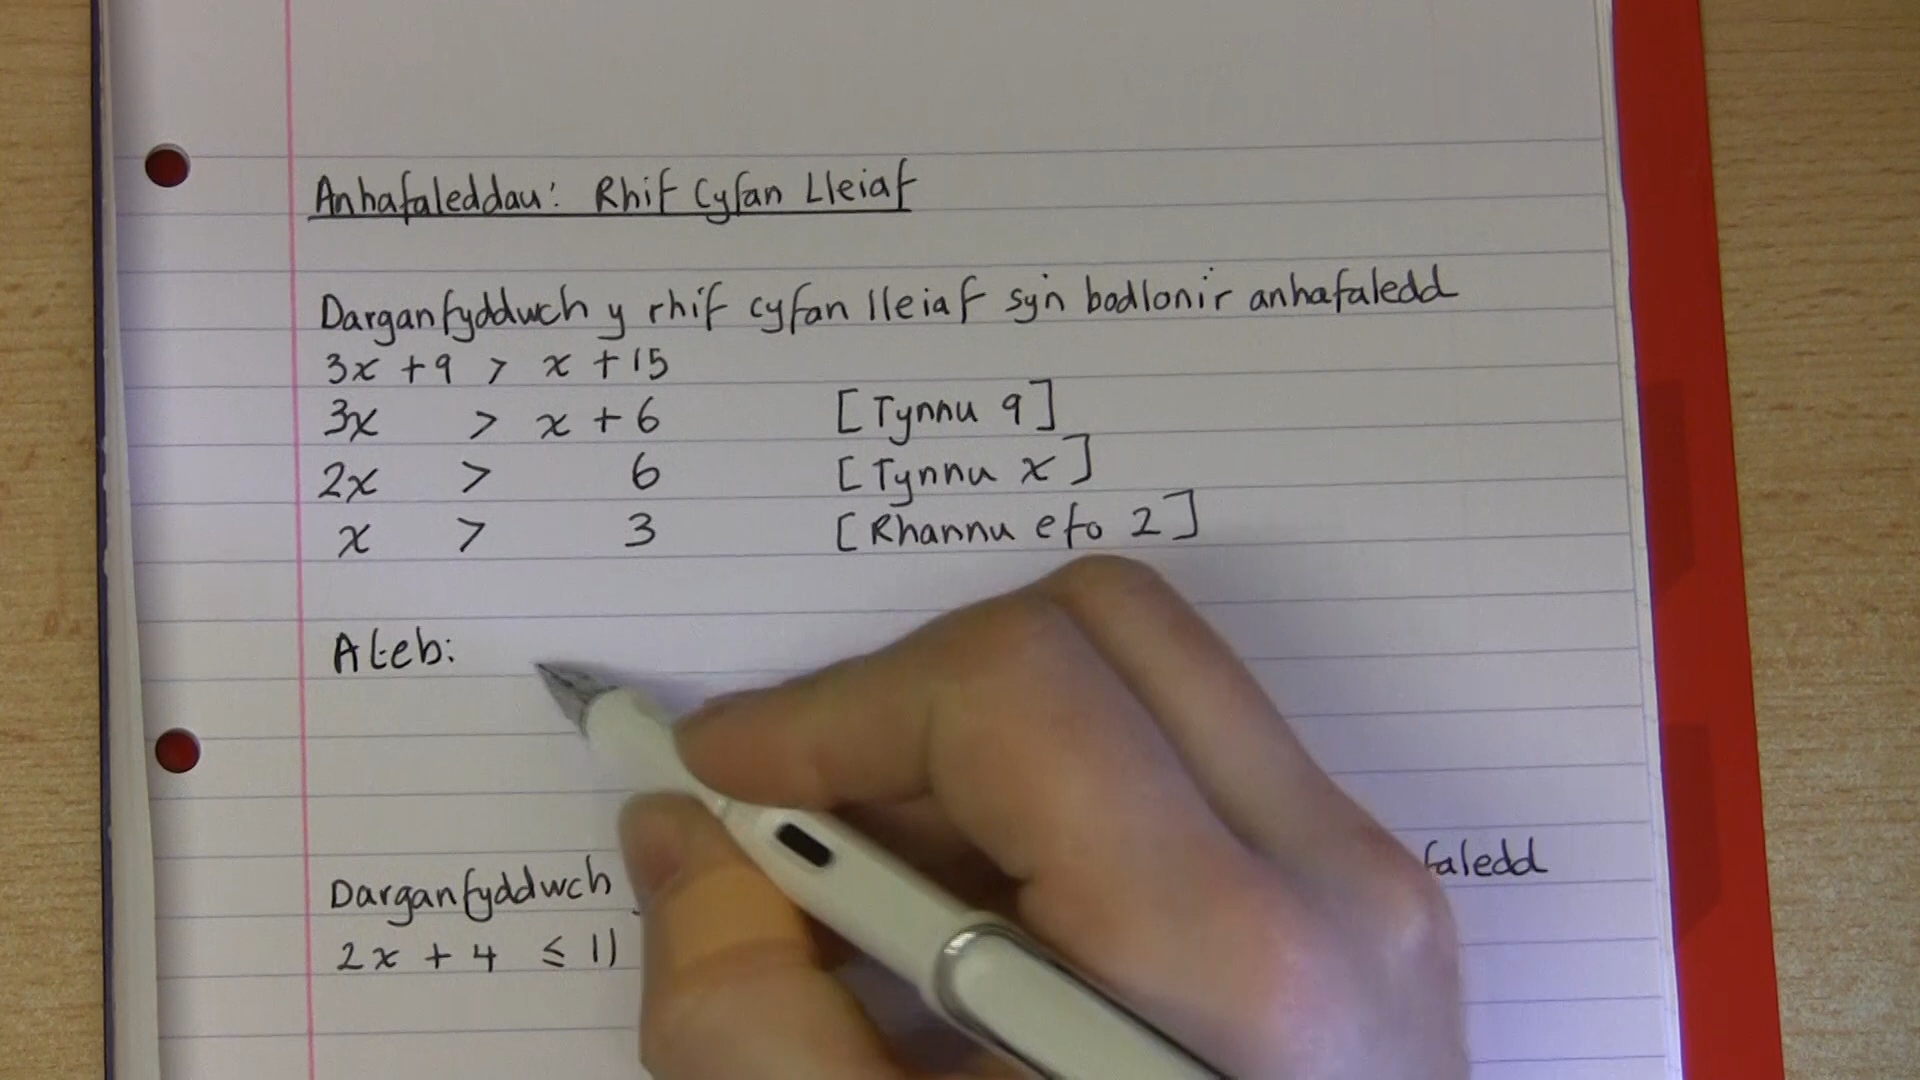 Anhafaleddau: Rhif Cyfan Lleiaf
Darganfyddwch y rhif cyfan lleiaf sy'n bodloni'r anhafaledd
3x + 9 > x + 15
3x > x + 6 [Tynnu 9]
2x > 6 [Tynnu x]
x > 3 [Rhannu efo 2]
Ateb:
Darganfyddwch faledd
2x + 4 ≤ 11